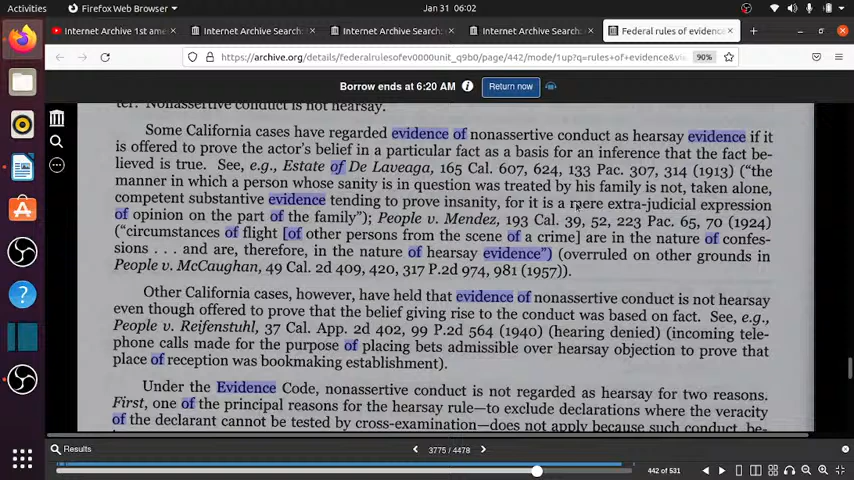 Activities
Firefox Web Browser
Jan 31 06:02
Internet Archive 1st ame
Internet Archive Search:
Internet Archive Search:
Internet Archive Search:
Federal rules of evidence
https://archive.org/details/federalrulesofev0000unit_q9b0/page/442/mode/1up?q=rules+of+evidence&vi
90%
Borrow ends at 6:20 AM
Return now
ter. Nonassertive conduct is not hearsay.
Some California cases have regarded evidence of nonassertive conduct as hearsay evidence if it
is offered to prove the actor's belief in a particular fact as a basis for an inference that the fact be-
lieved is true. See, e.g., Estate of De Laveaga, 165 Cal. 607, 624, 133 Pac. 307, 314 (1913) ("the
manner in which a person whose sanity is in question was treated by his family is not, taken alone,
competent substantive evidence tending to prove insanity, for it is a mere extra-judicial expression
of opinion on the part of the family"); People v. Mendez, 193 Cal. 39, 52, 223 Pac. 65, 70 (1924)
("circumstances of flight [of other persons from the scene of a crime] are in the nature of confes-
sions . . . and are, therefore, in the nature of hearsay evidence") (overruled on other grounds in
People v. McCaughan, 49 Cal. 2d 409, 420, 317 P.2d 974, 981 (1957)).
Other California cases, however, have held that evidence of nonassertive conduct is not hearsay
even though offered to prove that the belief giving rise to the conduct was based on fact. See, e.g.,
People v. Reifenstuhl, 37 Cal. App. 2d 402, 99 P.2d 564 (1940) (hearing denied) (incoming tele-
phone calls made for the purpose of placing bets admissible over hearsay objection to prove that
place of reception was bookmaking establishment).
Under the Evidence Code, nonassertive conduct is not regarded as hearsay for two reasons.
First, one of the principal reasons for the hearsay rule—to exclude declarations where the veracity
of the declarant cannot be tested by cross-examination—does not apply because such conduct, be-
Results
3775 / 4478
442 of 531